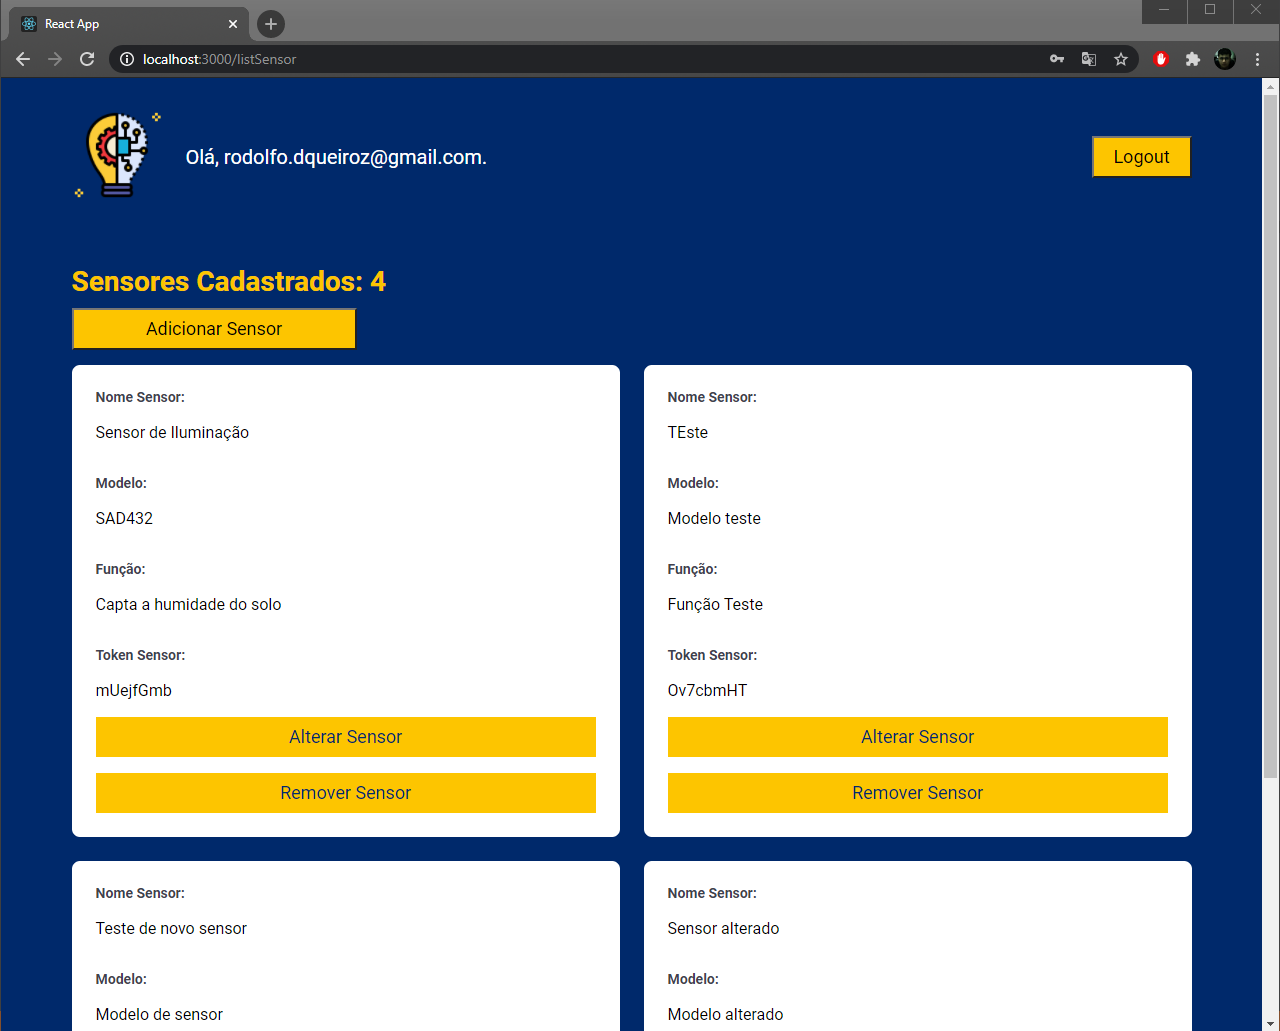 React App
localhost:3000/listSensor
Olá, rodolfo.dqueiroz@gmail.com.
Logout
Sensores Cadastrados: 4
Adicionar Sensor
Nome Sensor:
Sensor de Iluminação
Modelo:
SAD432
Função:
Capta a humidade do solo
Token Sensor:
mUejfGmb
Alterar Sensor
Remover Sensor
Nome Sensor:
TEste
Modelo:
Modelo teste
Função:
Função Teste
Token Sensor:
Ov7cbmHT
Alterar Sensor
Remover Sensor
Nome Sensor:
Teste de novo sensor
Modelo:
Modelo de sensor
Nome Sensor:
Sensor alterado
Modelo:
Modelo alterado